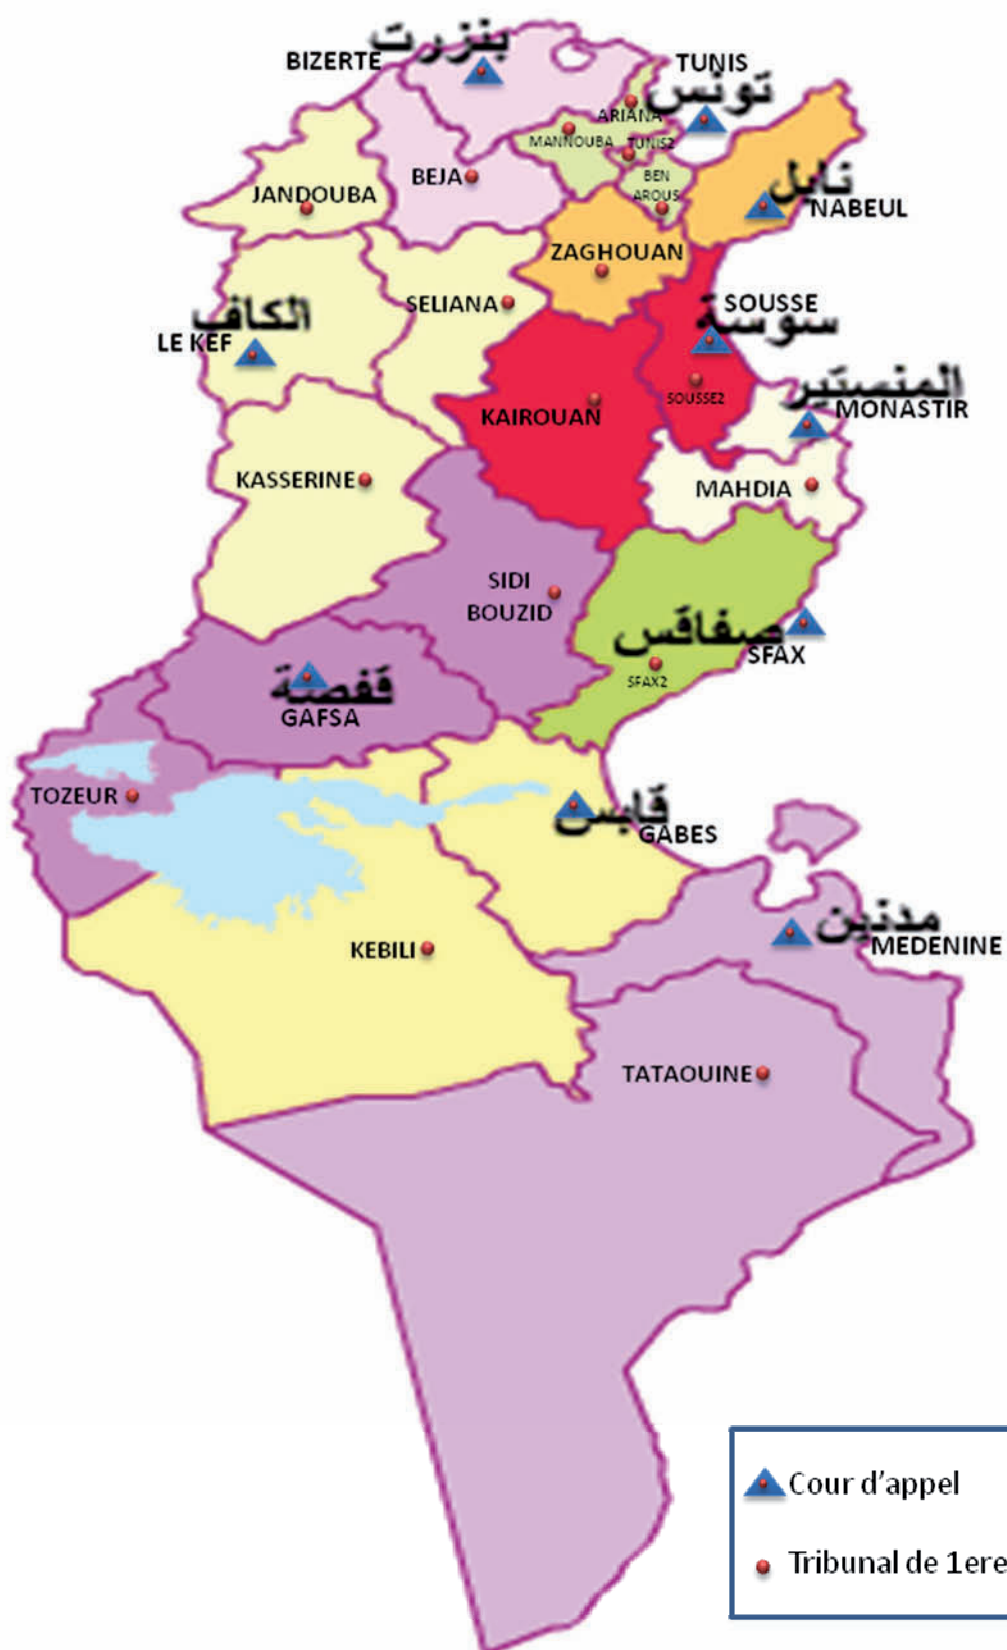 بنزرت
BIZERTE
TUNIS
تونس
ARIANA
MANNOUBA
TUNIS2
BEN
AROUS
BEJA
JANDOUBA
نابل
NABEUL
ZAGHOUAN
SELIANA
SOUSSE
سوسة
الكاف
LE KEF
SOUSSE2
المنستير
MONASTIR
KAIROUAN
KASSERINE
MAHDIA
SIDI
BOUZID
صفاقس
SFAX
SFAX2
قفصة
GAFSA
TOZEUR
قابس
GABES
مدنين
MEDENINE
KEBILI
TATAOUINE
Cour d'appel
Tribunal de 1ere